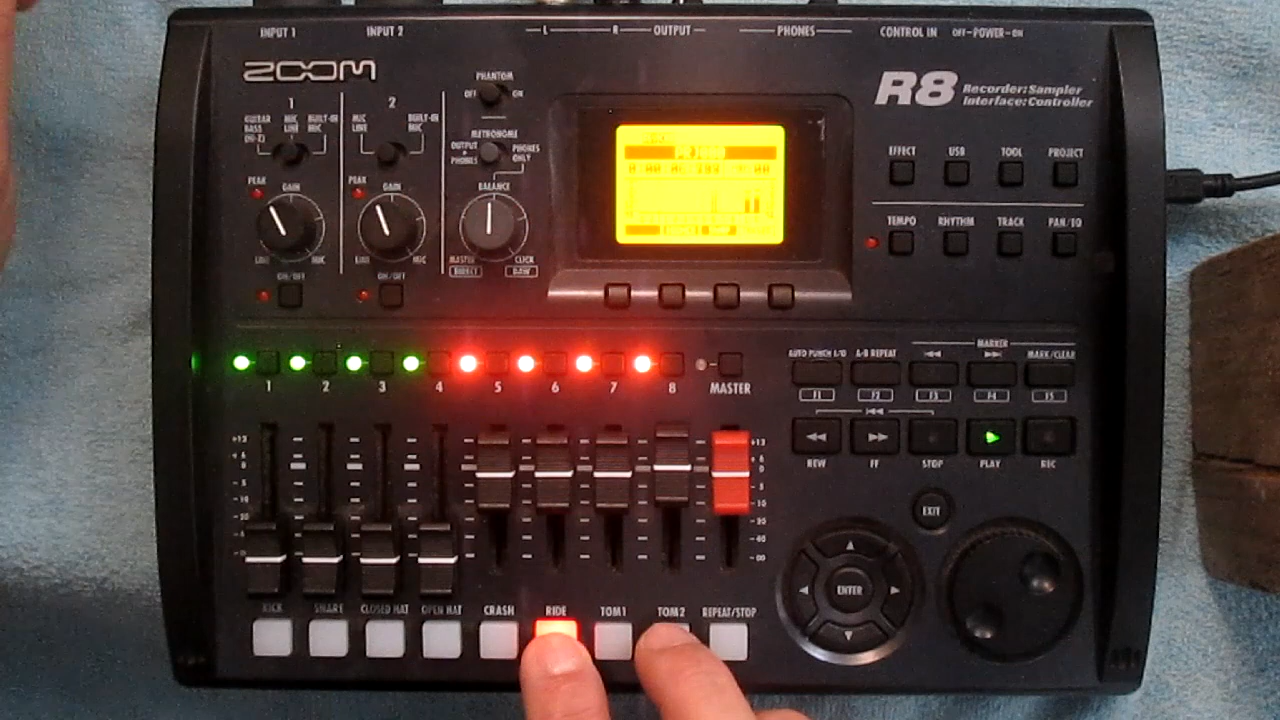 INPUT 1 INPUT 2 L R OUTPUT PHONES CONTROL IN OFF-POWER-ON
ZOOM
R8 Recorder:Sampler
Interface:Controller
PHANTOM
OFF ON
1 2
GUITAR BASS (HI-Z) MIC LINE BUILT-IN MIC
MIC LINE BUILT-IN MIC
METRONOME
OUTPUT + PHONES PHONES ONLY
PEAK GAIN PEAK GAIN BALANCE
LINE MIC LINE MIC MASTER CLICK
DIRECT DAW
ON/OFF ON/OFF
EFFECT USB TOOL PROJECT
TEMPO RHYTHM TRACK PAN/EQ
1 2 3 4 5 6 7 8 MASTER
MARKER
AUTO PUNCH I/O A-B REPEAT MARK/CLEAR
F1 F2 F3 F4 F5
REW FF STOP PLAY REC
EXIT
ENTER
KICK SNARE CLOSED HAT OPEN HAT CRASH RIDE TOM1 TOM2 REPEAT/STOP